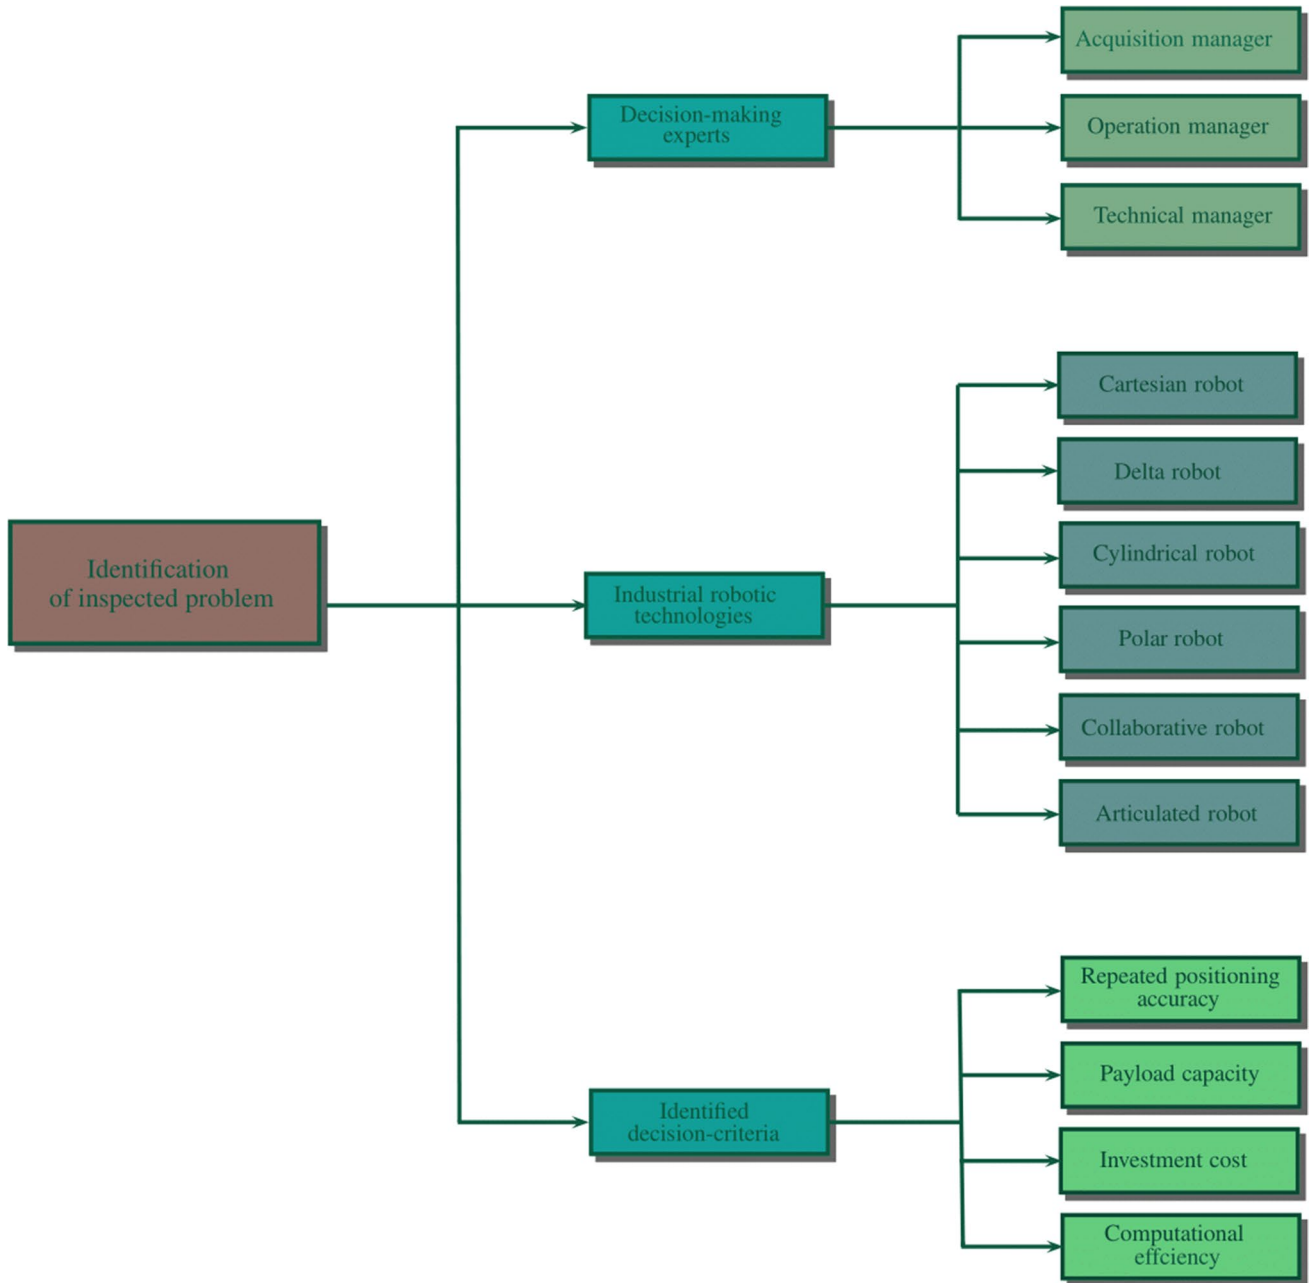 Identification
of inspected problem
Decision-making
experts
Acquisition manager
Operation manager
Technical manager
Industrial robotic
technologies
Cartesian robot
Delta robot
Cylindrical robot
Polar robot
Collaborative robot
Articulated robot
Identified
decision-criteria
Repeated positioning
accuracy
Payload capacity
Investment cost
Computational
effciency